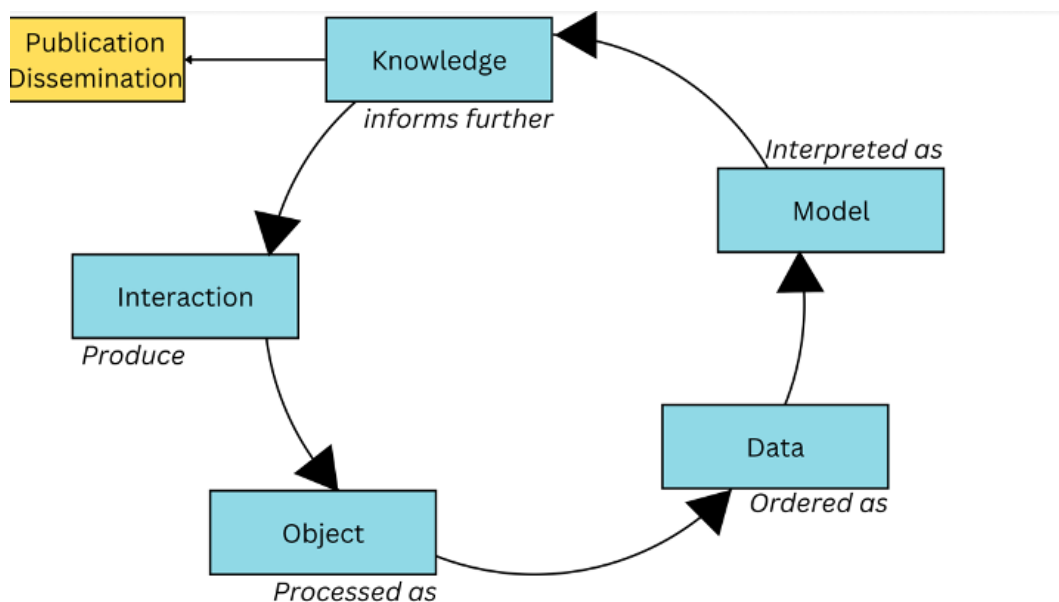 Publication
Dissemination
Knowledge
informs further
Interpreted as
Model
Interaction
Produce
Data
Ordered as
Object
Processed as